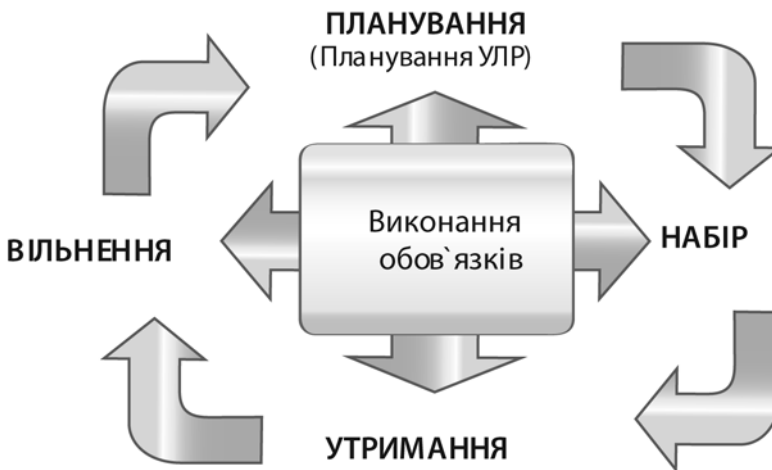 ПЛАНУВАННЯ
(Планування УЛР)
Виконання
обов`язків
ВІЛЬНЕННЯ
НАБІР
УТРИМАННЯ